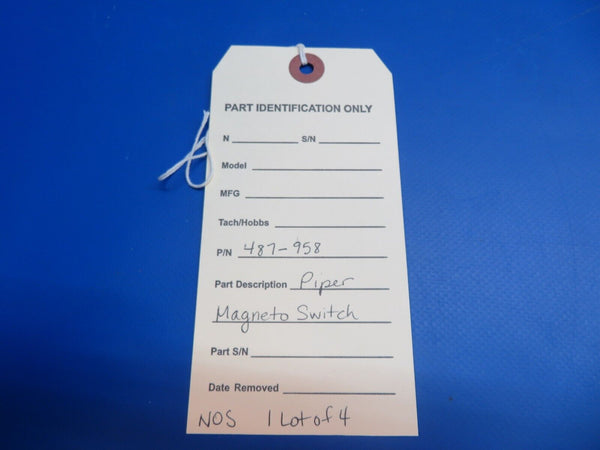 PART IDENTIFICATION ONLY
N S/N
Model
MFG
Tach/Hobbs
P/N 487-958
Part Description Piper
Magneto Switch
Part S/N
Date Removed
NOS 1 Lot of 4